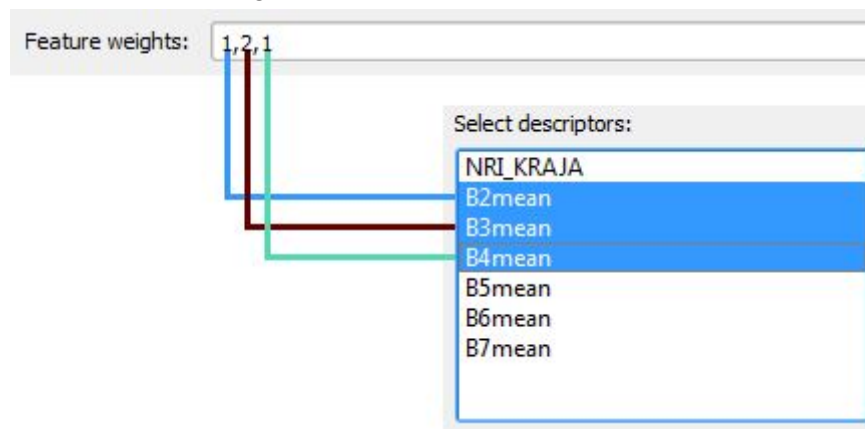 Feature weights: 1,2,1
Select descriptors:
NRI_KRAJA
B2mean
B3mean
B4mean
B5mean
B6mean
B7mean